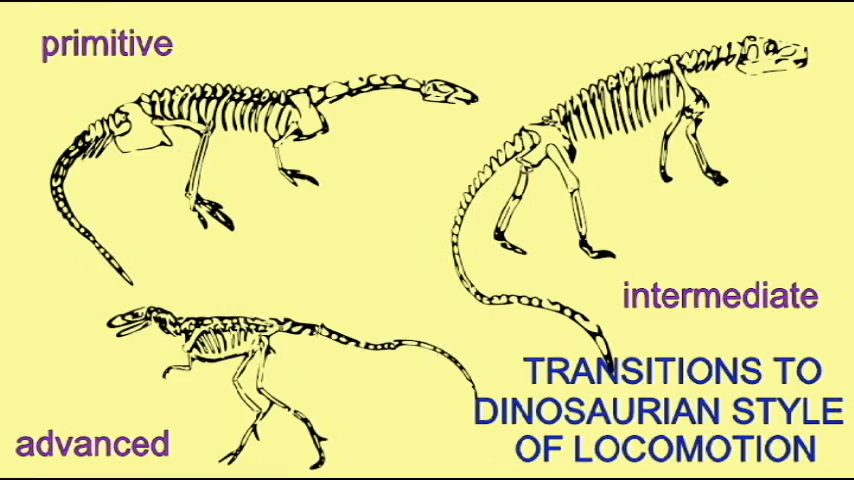 primitive
intermediate
advanced
TRANSITIONS TO
DINOSAURIAN STYLE
OF LOCOMOTION